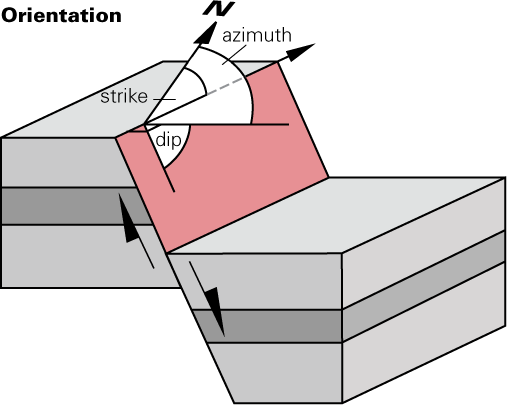 Orientation
N
azimuth
strike
dip